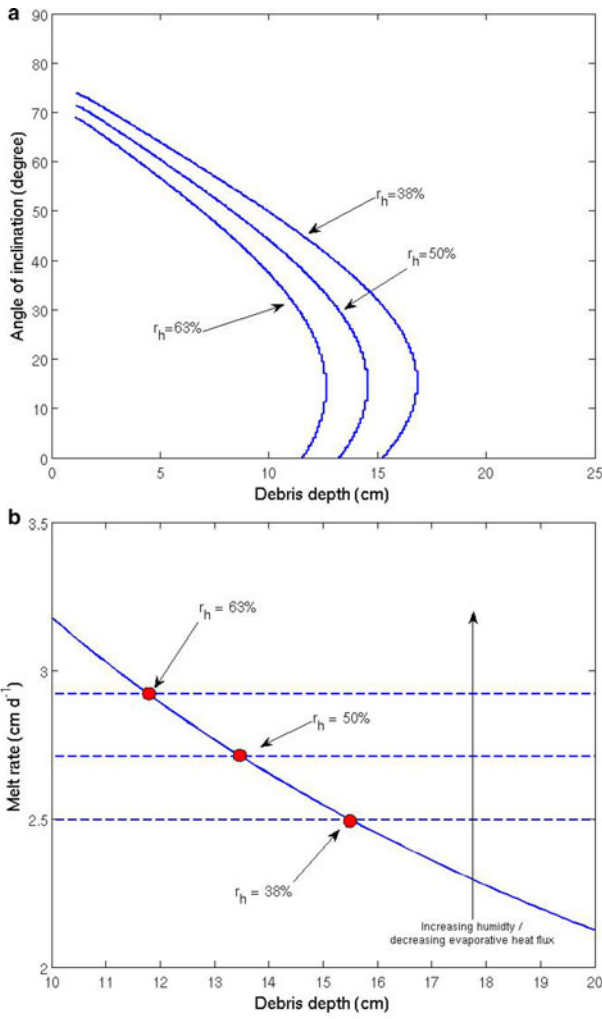 a
90
80
70
60
50
40
30
20
10
0
Angle of inclination (degree)
r_h=38%
r_h=50%
r_h=63%
0 5 10 15 20 25
Debris depth (cm)
b
3.5
3
2.5
2
Melt rate (cm d⁻¹)
r_h = 63%
r_h = 50%
r_h = 38%
Increasing humidty /
decreasing evaporative heat flux
10 11 12 13 14 15 16 17 18 19 20
Debris depth (cm)